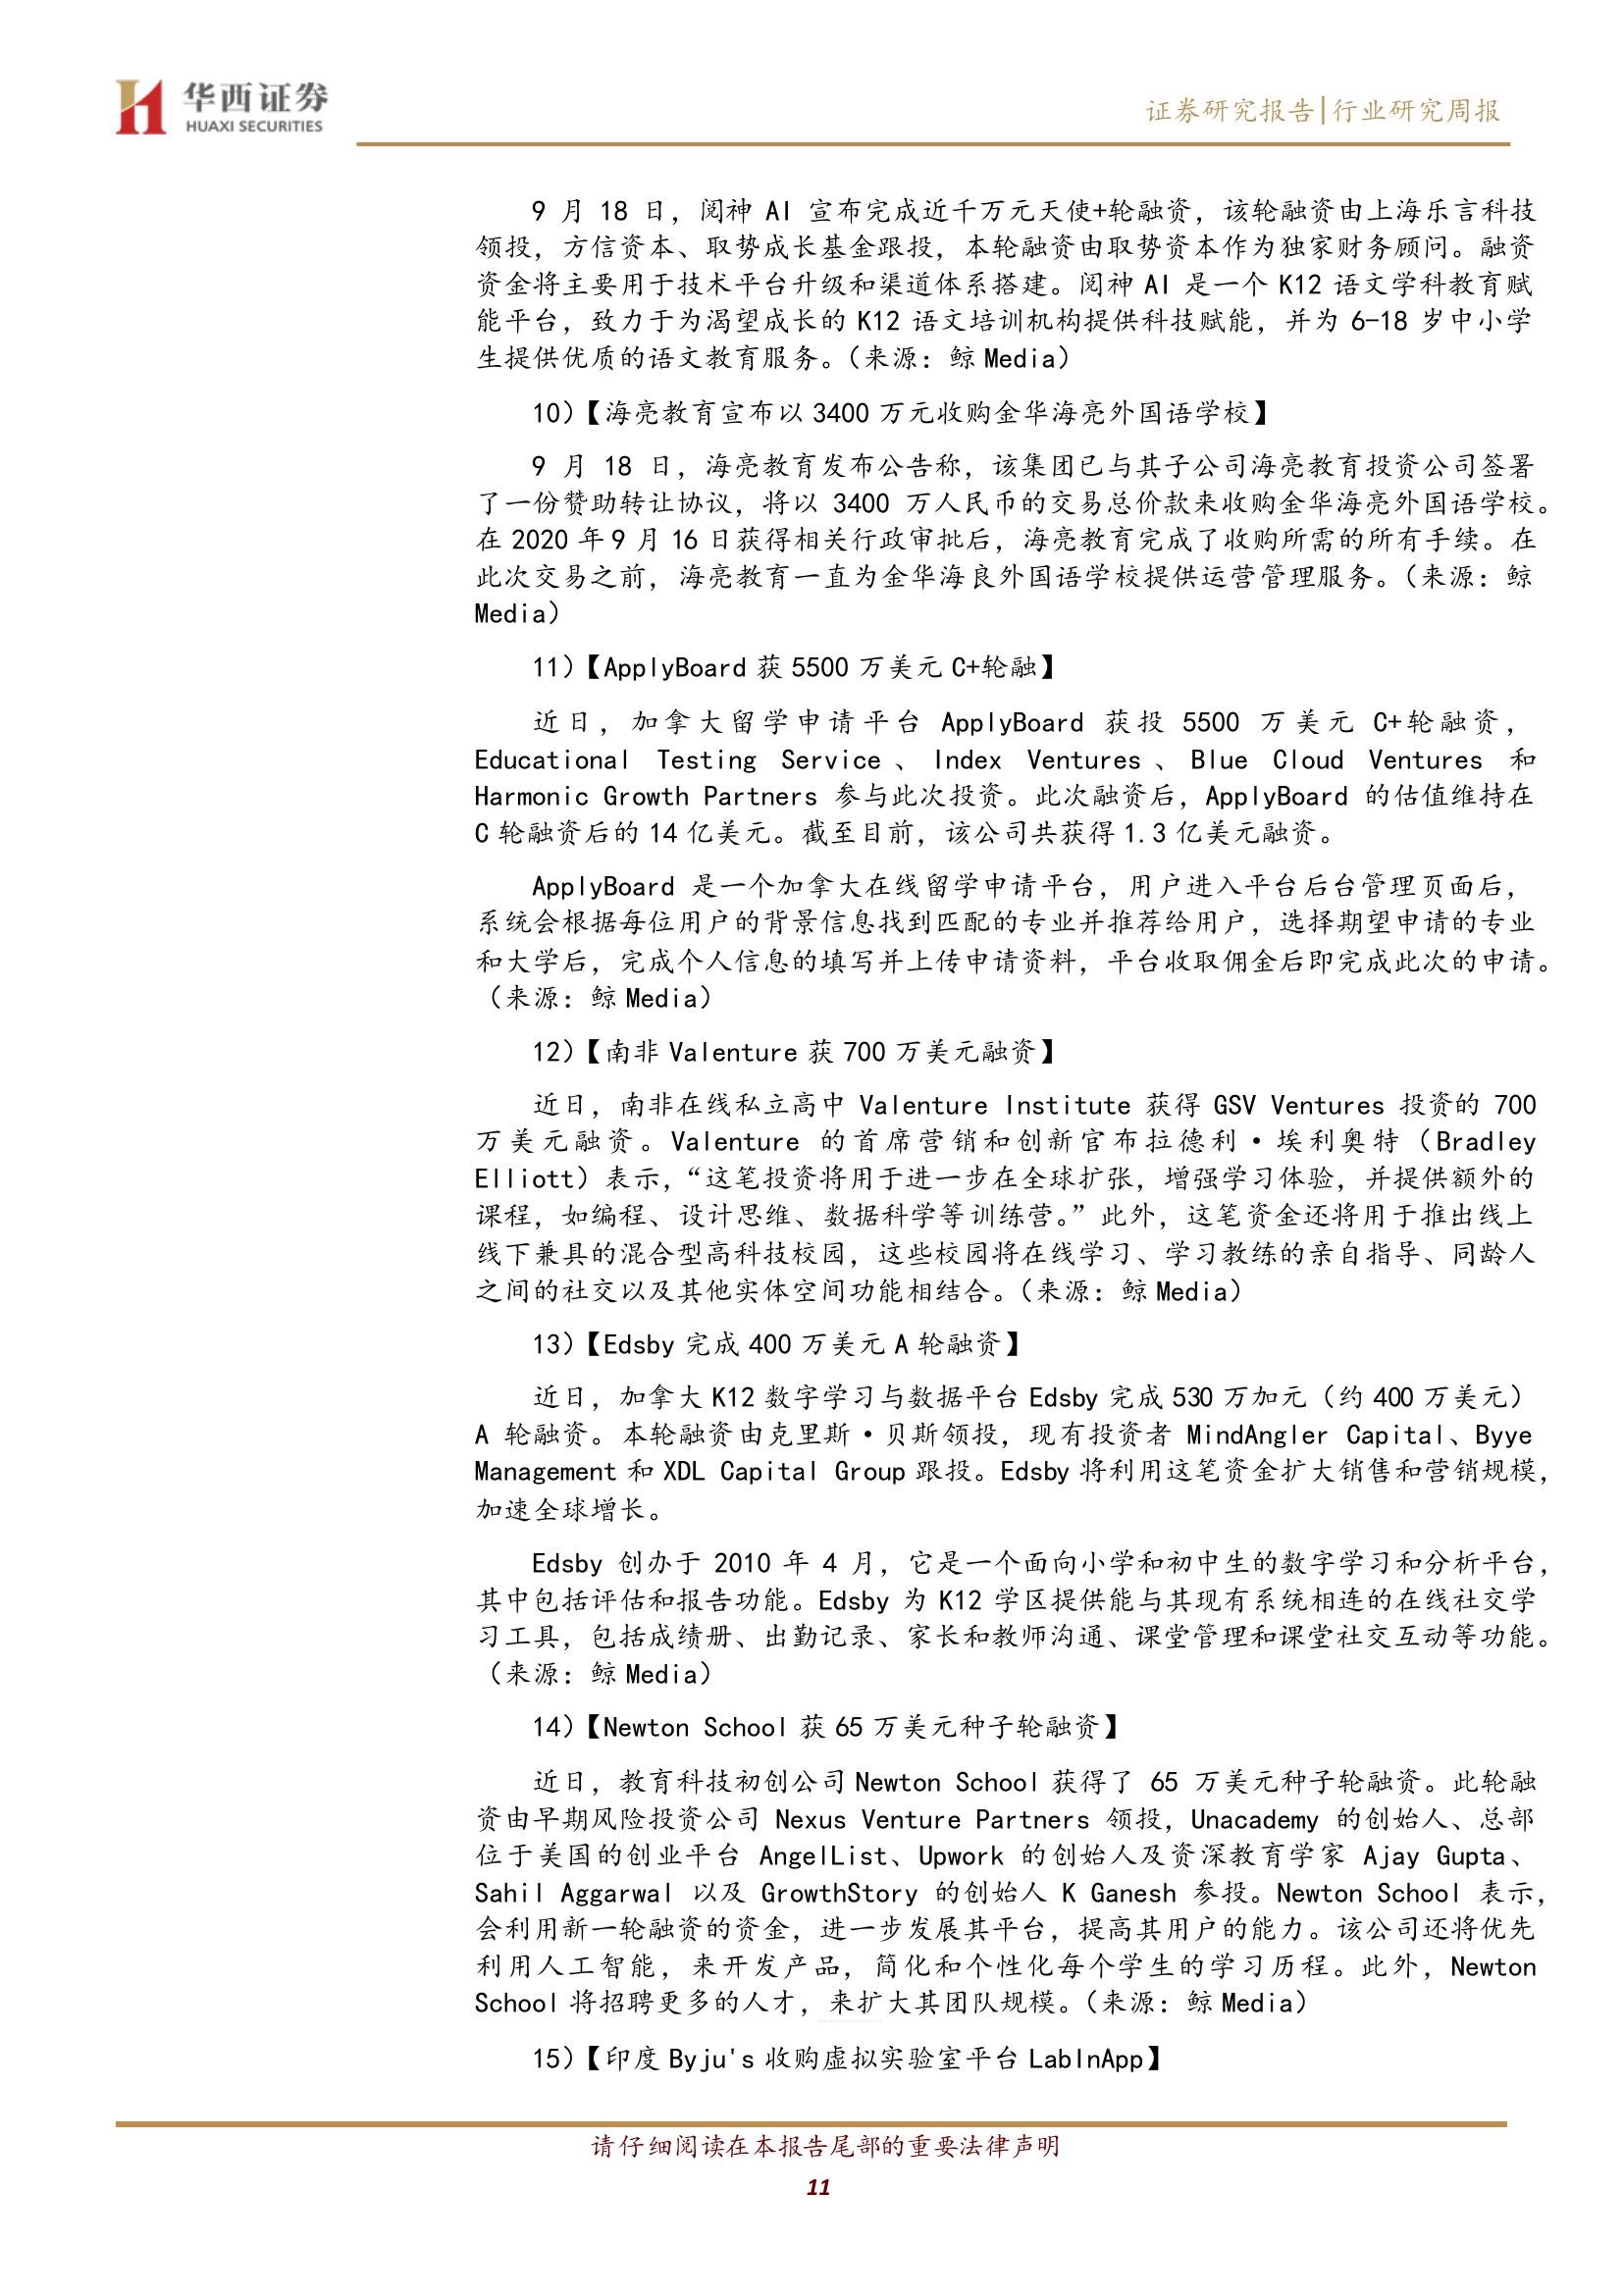 华西证券
HUAXI SECURITIES
证券研究报告|行业研究周报
9 月 18 日，阅神 AI 宣布完成近千万元天使+轮融资，该轮融资由上海乐言科技
领投，方信资本、取势成长基金跟投，本轮融资由取势资本作为独家财务顾问。融资
资金将主要用于技术平台升级和渠道体系搭建。阅神 AI 是一个 K12 语文学科教育赋
能平台，致力于为渴望成长的 K12 语文培训机构提供科技赋能，并为 6-18 岁中小学
生提供优质的语文教育服务。（来源：鲸 Media）
10）【海亮教育宣布以 3400 万元收购金华海亮外国语学校】
9 月 18 日，海亮教育发布公告称，该集团已与其子公司海亮教育投资公司签署
了一份赞助转让协议，将以 3400 万人民币的交易总价款来收购金华海亮外国语学校。
在 2020 年 9 月 16 日获得相关行政审批后，海亮教育完成了收购所需的所有手续。在
此次交易之前，海亮教育一直为金华海良外国语学校提供运营管理服务。（来源：鲸
Media）
11）【ApplyBoard 获 5500 万美元 C+轮融】
近日，加拿大留学申请平台 ApplyBoard 获投 5500 万美元 C+轮融资，
Educational Testing Service、Index Ventures、Blue Cloud Ventures 和
Harmonic Growth Partners 参与此次投资。此次融资后，ApplyBoard 的估值维持在
C 轮融资后的 14 亿美元。截至目前，该公司共获得 1.3 亿美元融资。
ApplyBoard 是一个加拿大在线留学申请平台，用户进入平台后台管理页面后，
系统会根据每位用户的背景信息找到匹配的专业并推荐给用户，选择期望申请的专业
和大学后，完成个人信息的填写并上传申请资料，平台收取佣金后即完成此次的申请。
（来源：鲸 Media）
12）【南非 Valenture 获 700 万美元融资】
近日，南非在线私立高中 Valenture Institute 获得 GSV Ventures 投资的 700
万美元融资。Valenture 的首席营销和创新官布拉德利·埃利奥特（Bradley
Elliott）表示，“这笔投资将用于进一步在全球扩张，增强学习体验，并提供额外的
课程，如编程、设计思维、数据科学等训练营。”此外，这笔资金还将用于推出线上
线下兼具的混合型高科技校园，这些校园将在线学习、学习教练的亲自指导、同龄人
之间的社交以及其他实体空间功能相结合。（来源：鲸 Media）
13）【Edsby 完成 400 万美元 A 轮融资】
近日，加拿大 K12 数字学习与数据平台 Edsby 完成 530 万加元（约 400 万美元）
A 轮融资。本轮融资由克里斯·贝斯领投，现有投资者 MindAngler Capital、Byye
Management 和 XDL Capital Group 跟投。Edsby 将利用这笔资金扩大销售和营销规模，
加速全球增长。
Edsby 创办于 2010 年 4 月，它是一个面向小学和初中生的数字学习和分析平台，
其中包括评估和报告功能。Edsby 为 K12 学区提供能与其现有系统相连的在线社交学
习工具，包括成绩册、出勤记录、家长和教师沟通、课堂管理和课堂社交互动等功能。
（来源：鲸 Media）
14）【Newton School 获 65 万美元种子轮融资】
近日，教育科技初创公司 Newton School 获得了 65 万美元种子轮融资。此轮融
资由早期风险投资公司 Nexus Venture Partners 领投，Unacademy 的创始人、总部
位于美国的创业平台 AngelList、Upwork 的创始人及资深教育学家 Ajay Gupta、
Sahil Aggarwal 以及 GrowthStory 的创始人 K Ganesh 参投。Newton School 表示，
会利用新一轮融资的资金，进一步发展其平台，提高其用户的能力。该公司还将优先
利用人工智能，来开发产品，简化和个性化每个学生的学习历程。此外，Newton
School 将招聘更多的人才，来扩大其团队规模。（来源：鲸 Media）
15）【印度 Byju's 收购虚拟实验室平台 LabInApp】
请仔细阅读在本报告尾部的重要法律声明
11